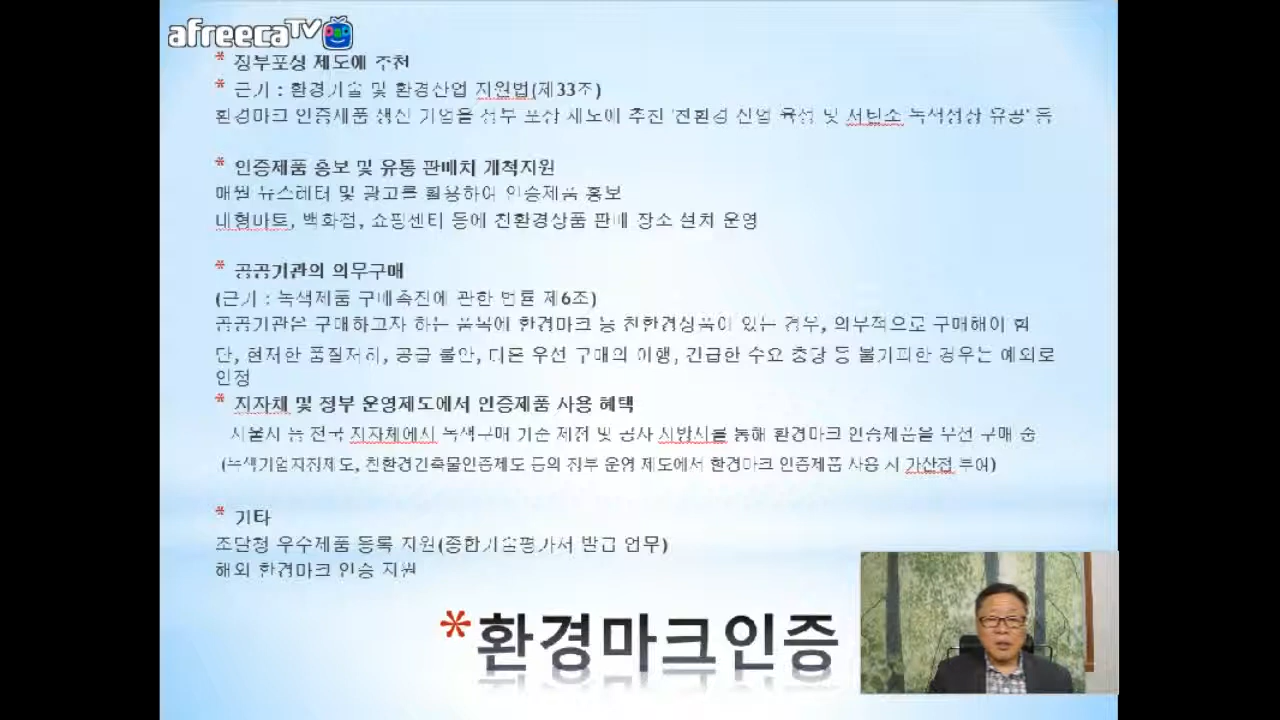 afreecaTV
* 정부포상 제도에 추천
* 근거 : 환경기술 및 환경산업 지원법(제33조)
환경마크 인증제품 생산 기업을 정부 포상 제도에 추천 '친환경 산업 육성 및 저탄소 녹색성장 유공' 등
* 인증제품 홍보 및 유통 판매처 개척지원
매월 뉴스레터 및 광고를 활용하여 인증제품 홍보
대형마트, 백화점, 쇼핑센터 등에 친환경상품 판매 장소 설치 운영
* 공공기관의 의무구매
(근거 : 녹색제품 구매촉진에 관한 법률 제6조)
공공기관은 구매하고자 하는 품목에 환경마크 등 친환경상품이 있는 경우, 의무적으로 구매해야 함
단, 현저한 품질저하, 공급 불안, 다른 우선 구매의 이행, 긴급한 수요 충당 등 불가피한 경우는 예외로
인정
* 지자체 및 정부 운영제도에서 인증제품 사용 혜택
서울시 등 전국 지자체에서 녹색구매 기준 제정 및 공사 시방서를 통해 환경마크 인증제품을 우선 구매 중
(녹색기업지정제도, 친환경건축물인증제도 등의 정부 운영 제도에서 환경마크 인증제품 사용 시 가산점 부여)
* 기타
조달청 우수제품 등록 지원(종합기술평가서 발급 업무)
해외 환경마크 인증 지원
*환경마크인증